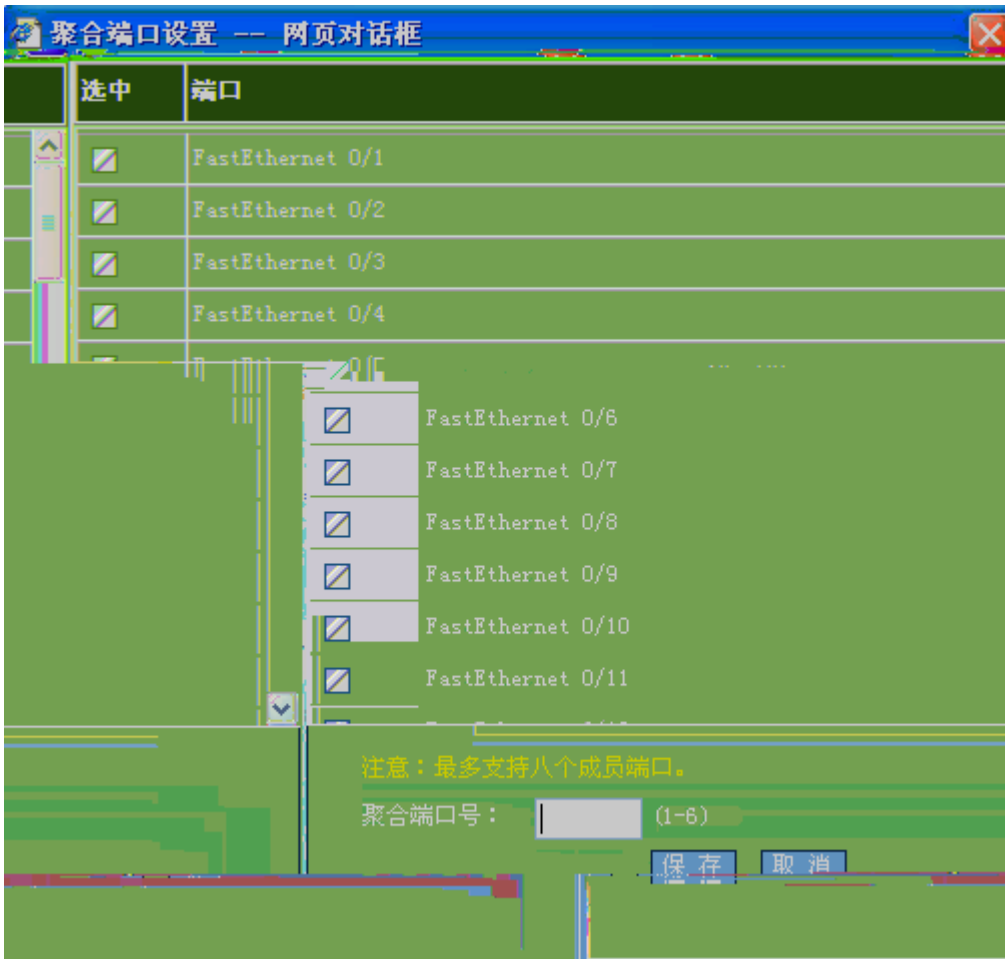 聚合端口设置 -- 网页对话框
选中 端口
FastEthernet 0/1
FastEthernet 0/2
FastEthernet 0/3
FastEthernet 0/4
FastEthernet 0/6
FastEthernet 0/7
FastEthernet 0/8
FastEthernet 0/9
FastEthernet 0/10
FastEthernet 0/11
注意：最多支持八个成员端口。
聚合端口号： (1-6)
保存 取消